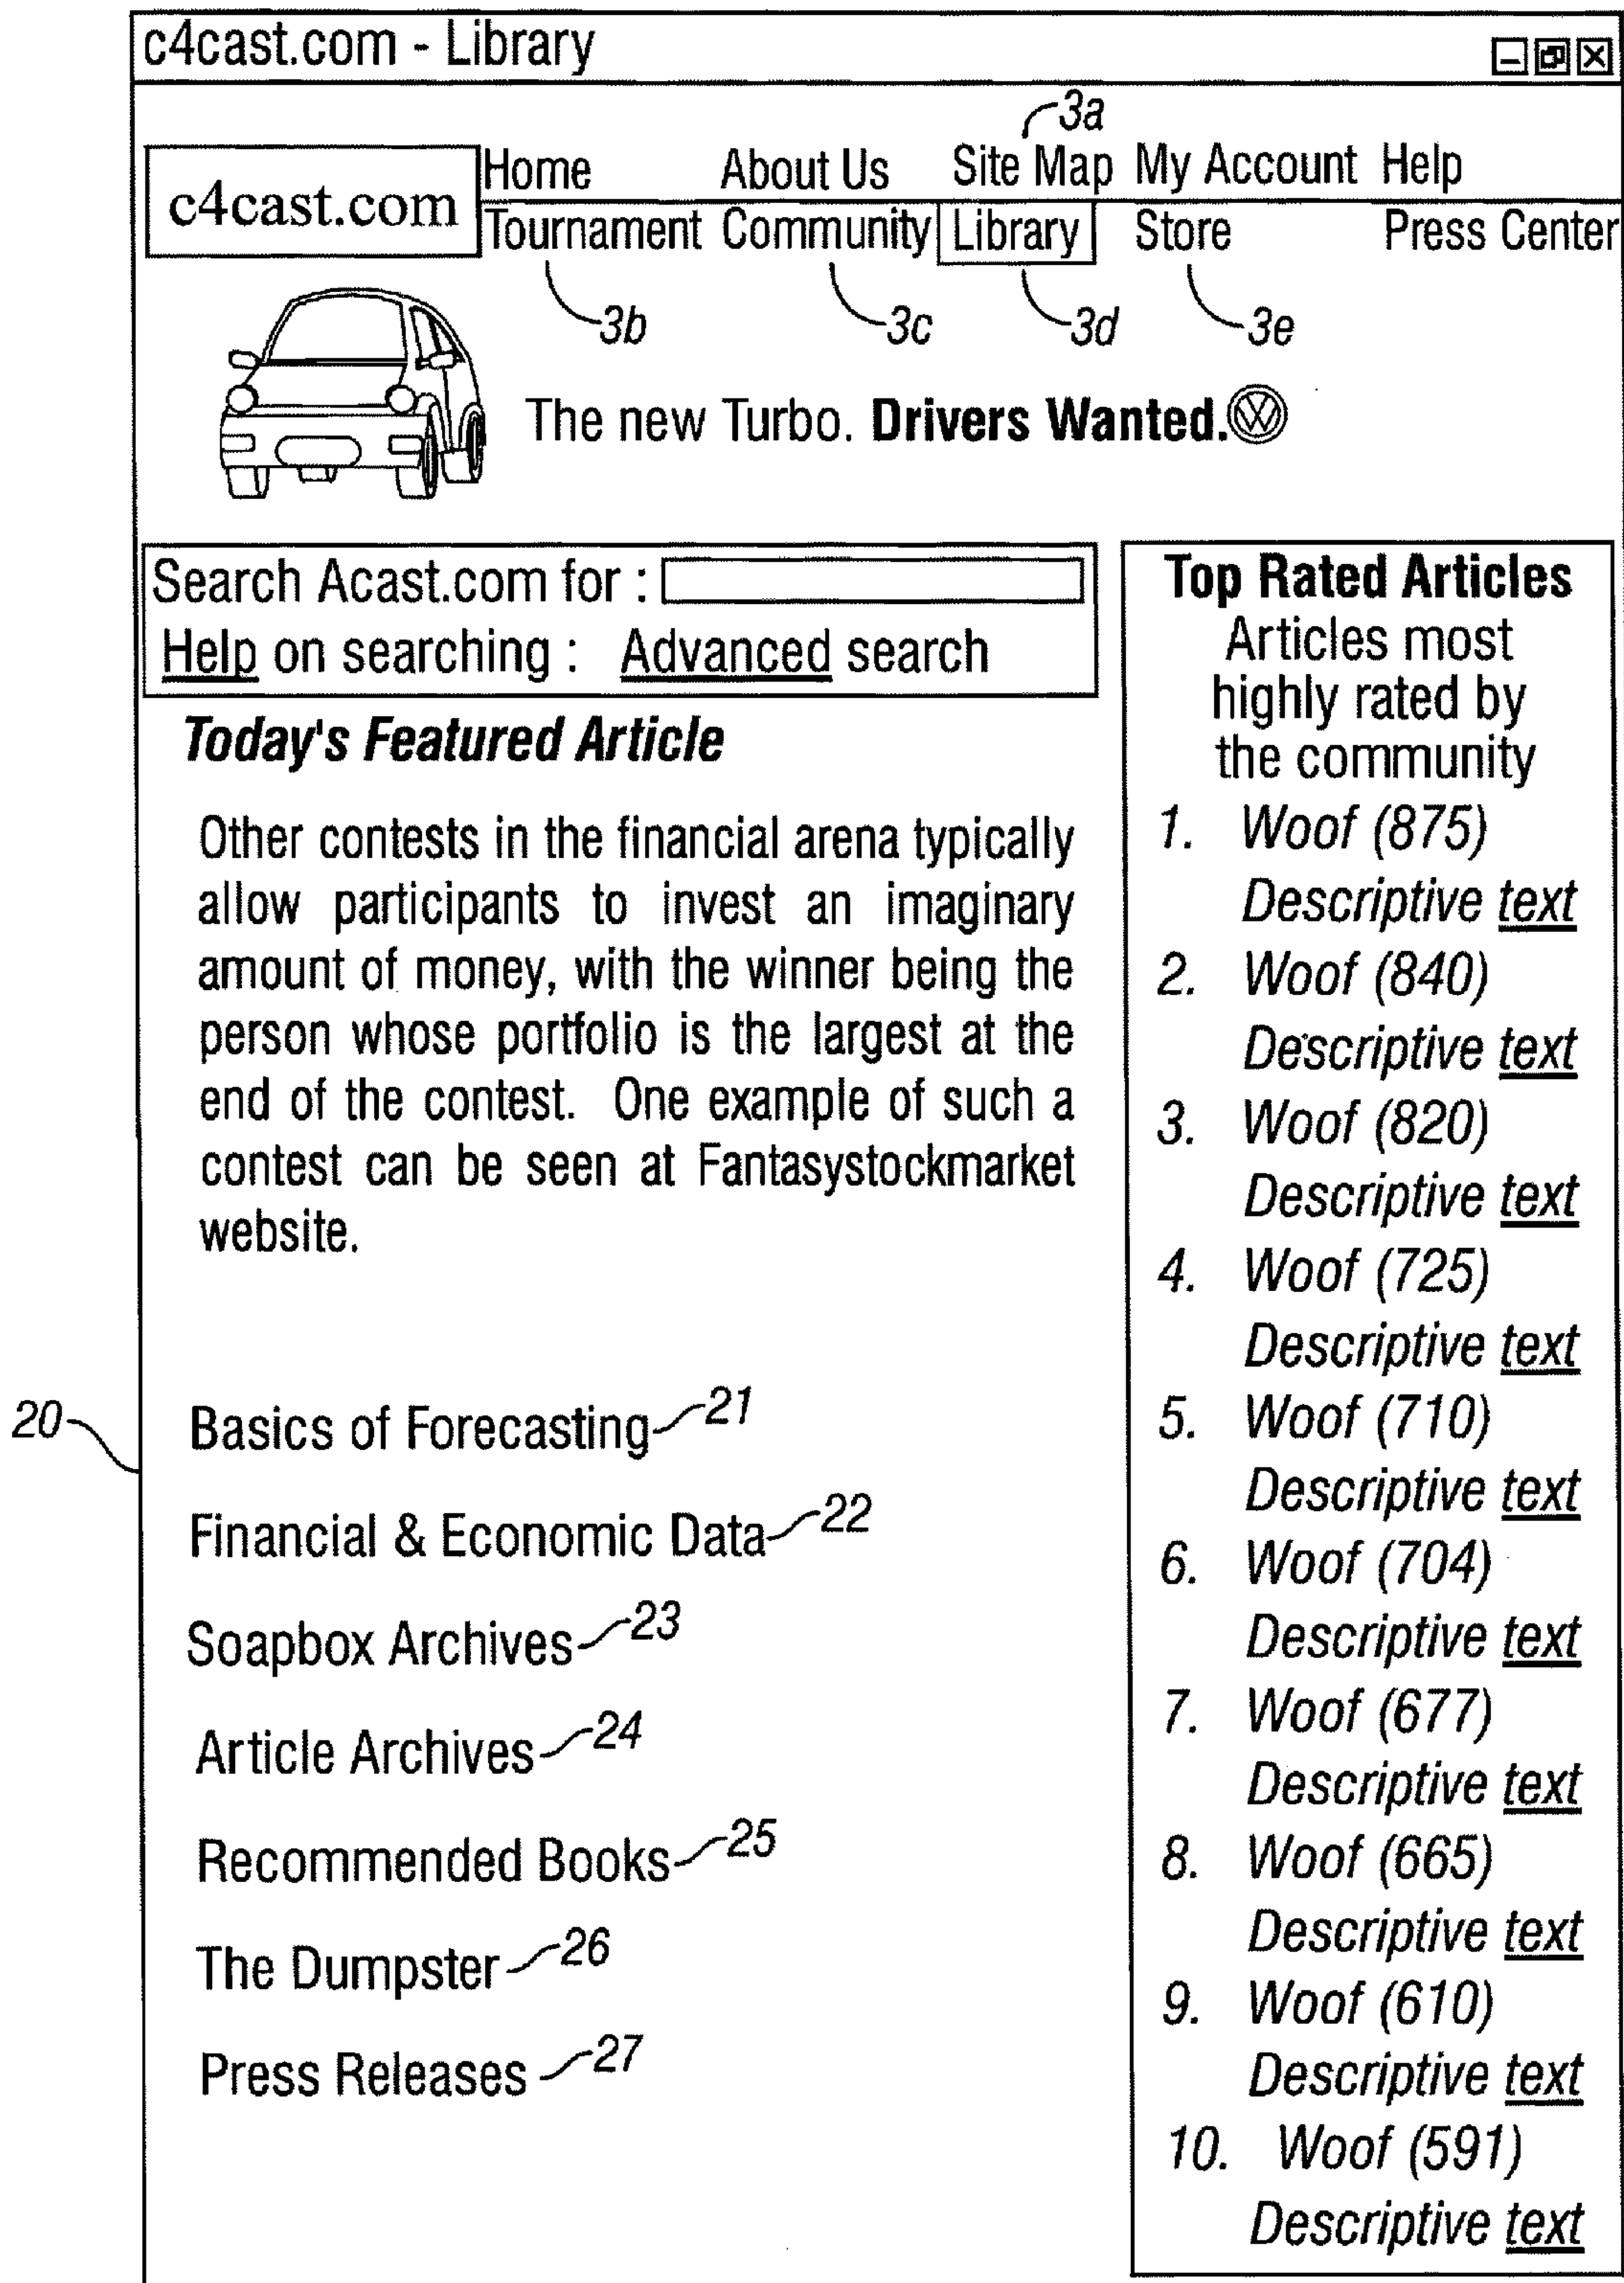 c4cast.com - Library
3a
c4cast.com
Home About Us Site Map My Account Help
Tournament Community Library Store Press Center
3b 3c 3d 3e
The new Turbo. Drivers Wanted.
Search Acast.com for :
Help on searching : Advanced search
Today's Featured Article
Other contests in the financial arena typically
allow participants to invest an imaginary
amount of money, with the winner being the
person whose portfolio is the largest at the
end of the contest. One example of such a
contest can be seen at Fantasystockmarket
website.
20
Basics of Forecasting 21
Financial & Economic Data 22
Soapbox Archives 23
Article Archives 24
Recommended Books 25
The Dumpster 26
Press Releases 27
Top Rated Articles
Articles most
highly rated by
the community
1. Woof (875)
Descriptive text
2. Woof (840)
Descriptive text
3. Woof (820)
Descriptive text
4. Woof (725)
Descriptive text
5. Woof (710)
Descriptive text
6. Woof (704)
Descriptive text
7. Woof (677)
Descriptive text
8. Woof (665)
Descriptive text
9. Woof (610)
Descriptive text
10. Woof (591)
Descriptive text